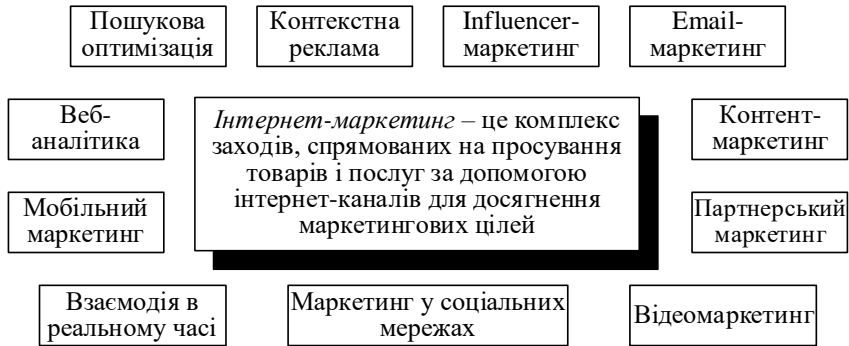 Пошукова
оптимізація
Контекстна
реклама
Influencer-
маркетинг
Email-
маркетинг
Веб-
аналітика
Інтернет-маркетинг – це комплекс
заходів, спрямованих на просування
товарів і послуг за допомогою
інтернет-каналів для досягнення
маркетингових цілей
Контент-
маркетинг
Мобільний
маркетинг
Партнерський
маркетинг
Взаємодія в
реальному часі
Маркетинг у соціальних
мережах
Відеомаркетинг